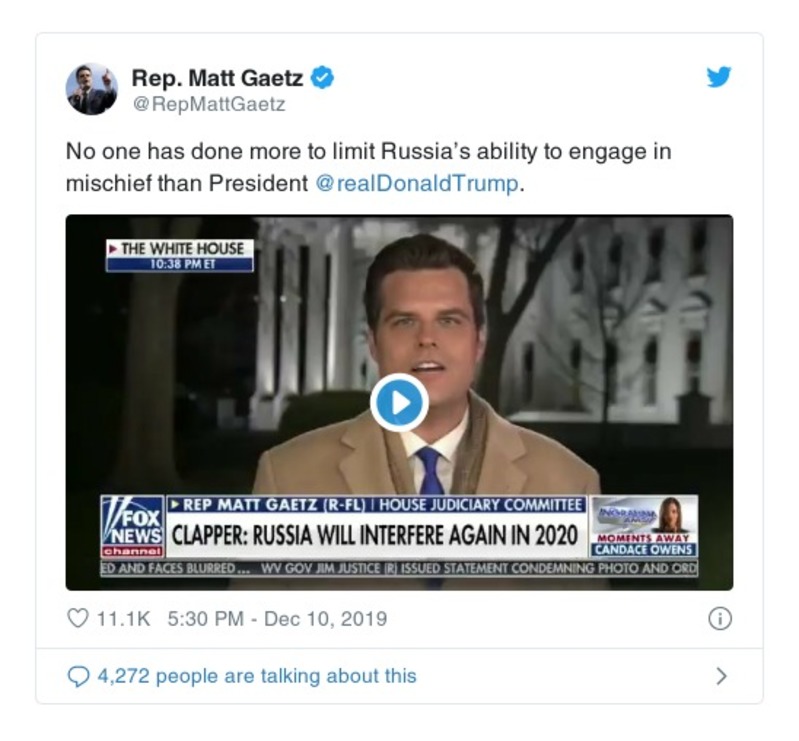 Rep. Matt Gaetz
@RepMattGaetz
No one has done more to limit Russia's ability to engage in
mischief than President @realDonaldTrump.
THE WHITE HOUSE
10:38 PM ET
REP MATT GAETZ (R-FL) | HOUSE JUDICIARY COMMITTEE
FOX
NEWS
channel
CLAPPER: RUSSIA WILL INTERFERE AGAIN IN 2020
INGRAHAM
ANGLE
MOMENTS AWAY
CANDACE OWENS
ED AND FACES BLURRED... WV GOV JIM JUSTICE (R) ISSUED STATEMENT CONDEMNING PHOTO AND ORD
11.1K 5:30 PM - Dec 10, 2019
4,272 people are talking about this